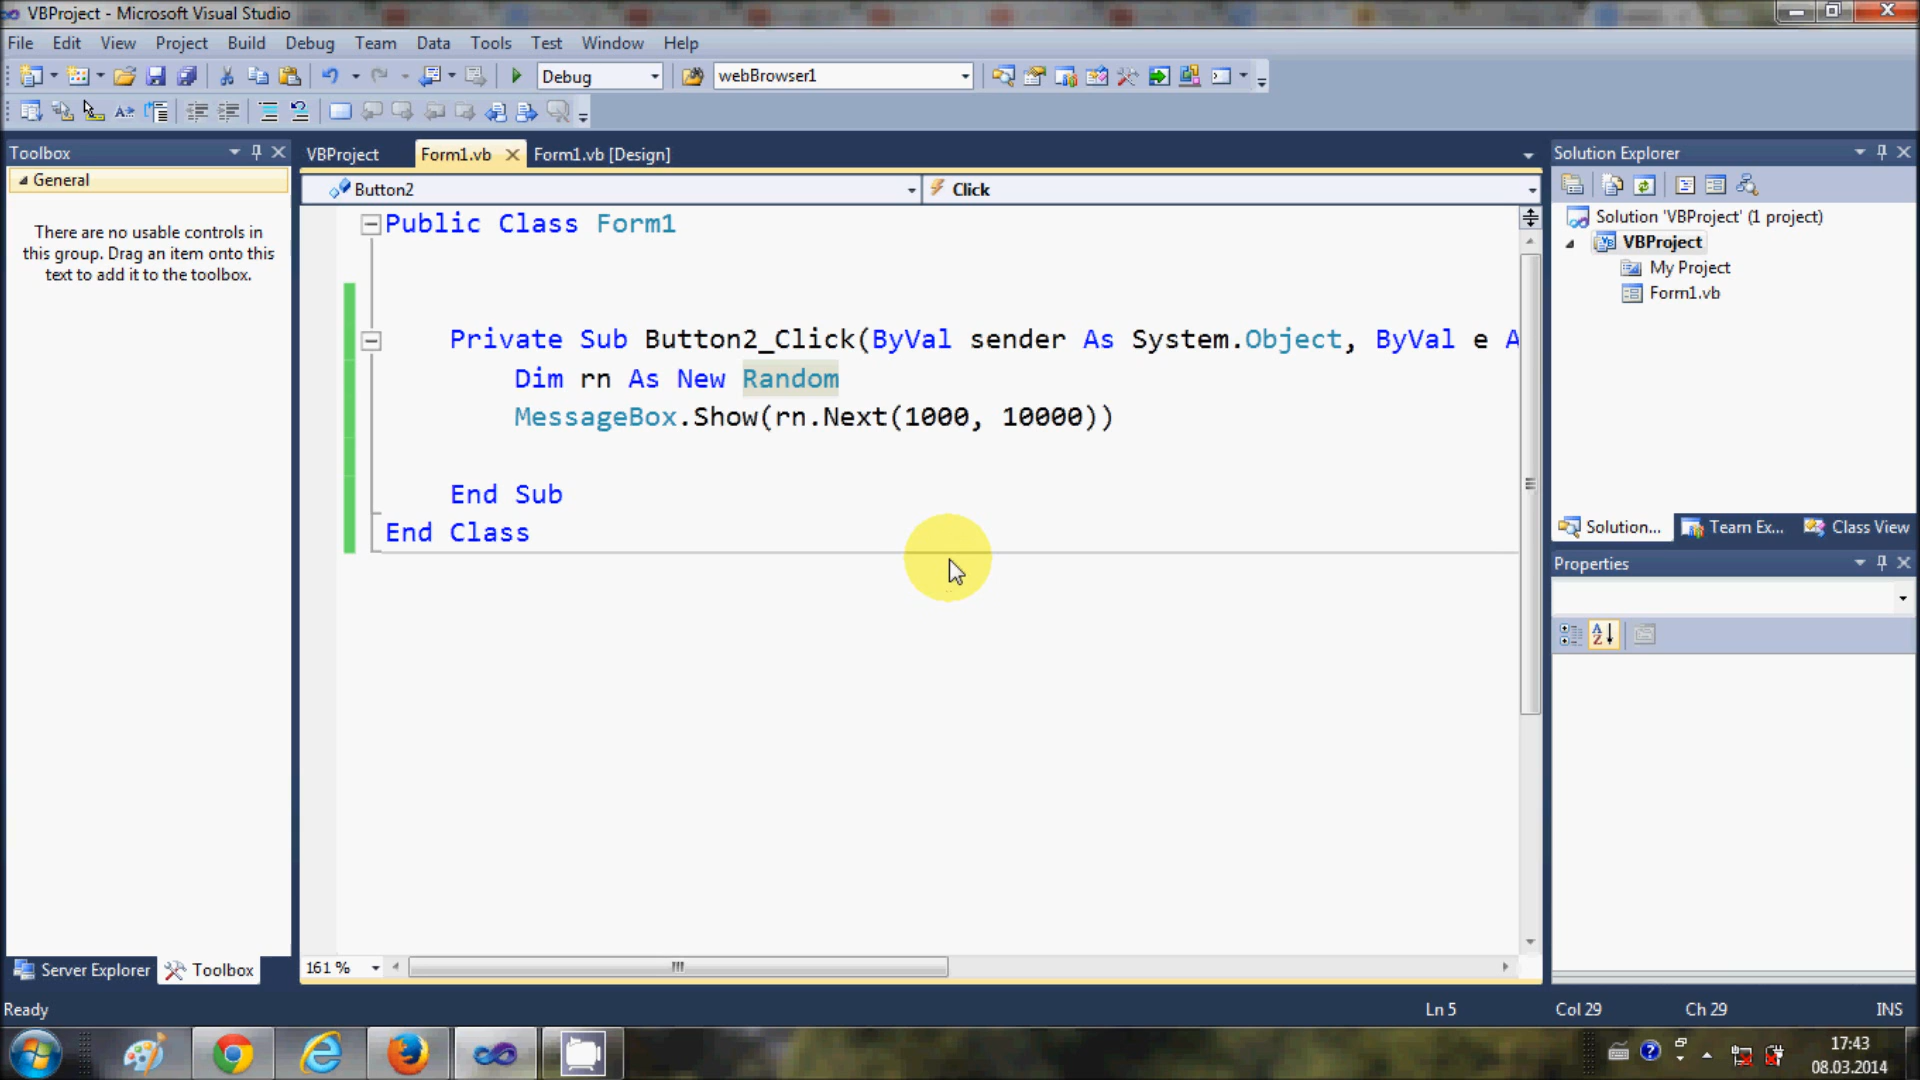 VBProject - Microsoft Visual Studio
File Edit View Project Build Debug Team Data Tools Test Window Help
Debug webBrowser1
Toolbox
General
There are no usable controls in
this group. Drag an item onto this
text to add it to the toolbox.
Server Explorer Toolbox
VBProject Form1.vb Form1.vb [Design]
Button2 Click
Public Class Form1
Private Sub Button2_Click(ByVal sender As System.Object, ByVal e A
Dim rn As New Random
MessageBox.Show(rn.Next(1000, 10000))
End Sub
End Class
161 %
Solution Explorer
Solution 'VBProject' (1 project)
VBProject
My Project
Form1.vb
Solution... Team Ex... Class View
Properties
Ready Ln 5 Col 29 Ch 29 INS
17:43
08.03.2014